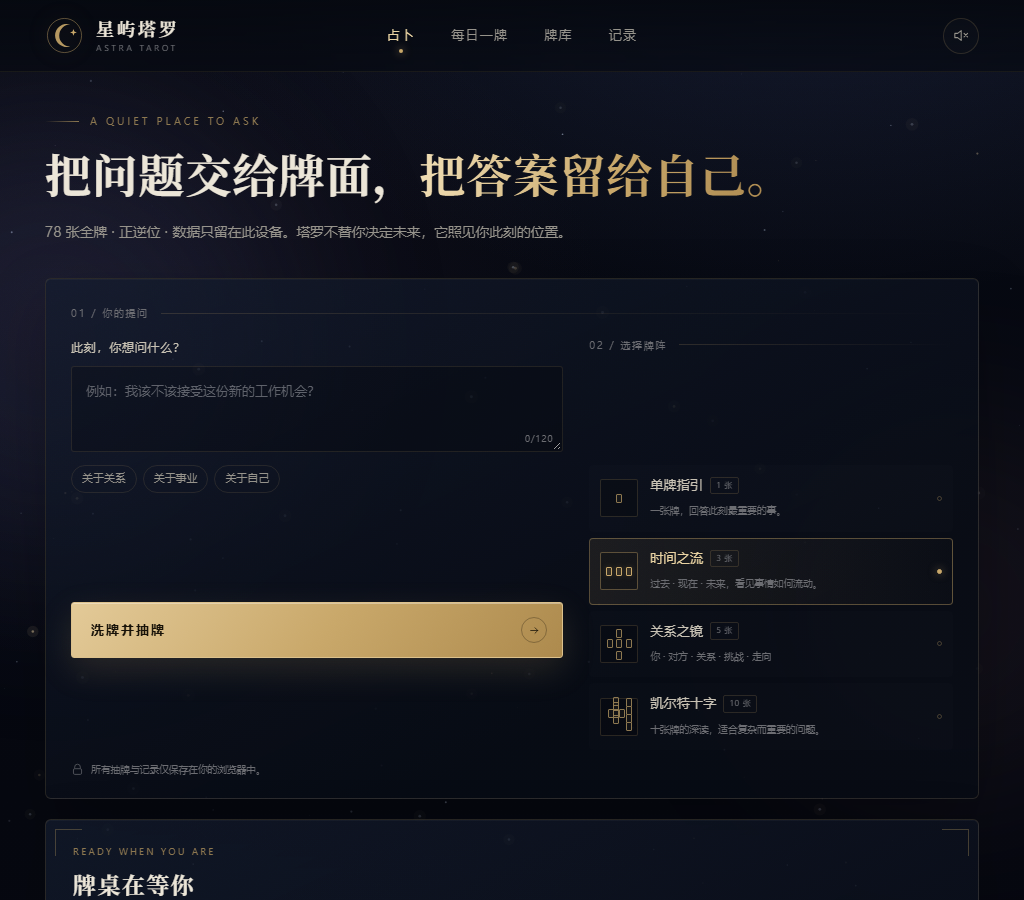 星屿塔罗
ASTRA TAROT
占卜
每日一牌
牌库
记录
A QUIET PLACE TO ASK
把问题交给牌面，把答案留给自己。
78 张全牌 · 正逆位 · 数据只留在此设备。塔罗不替你决定未来，它照见你此刻的位置。
01 / 你的提问
此刻，你想问什么？
例如：我该不该接受这份新的工作机会？
0/120
关于关系
关于事业
关于自己
洗牌并抽牌
所有抽牌与记录仅保存在你的浏览器中。
02 / 选择牌阵
单牌指引 1 张
一张牌，回答此刻最重要的事。
时间之流 3 张
过去 · 现在 · 未来，看见事情如何流动。
关系之镜 5 张
你 · 对方 · 关系 · 挑战 · 走向
凯尔特十字 10 张
十张牌的深读，适合复杂而重要的问题。
READY WHEN YOU ARE
牌桌在等你